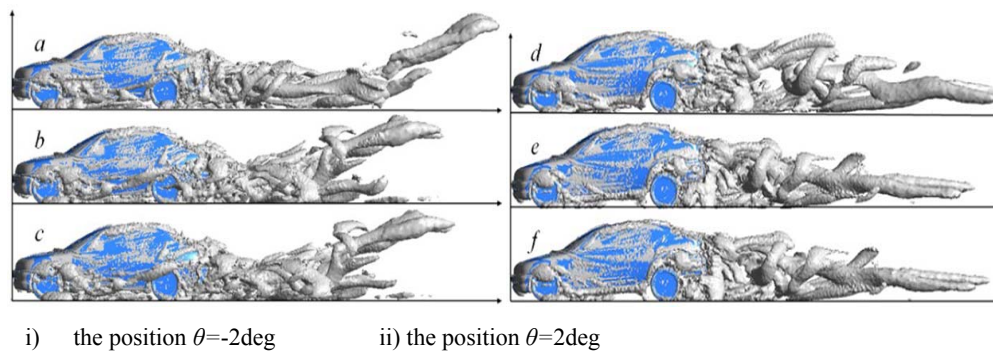 a
b
c
d
e
f
i) the position θ=-2deg ii) the position θ=2deg